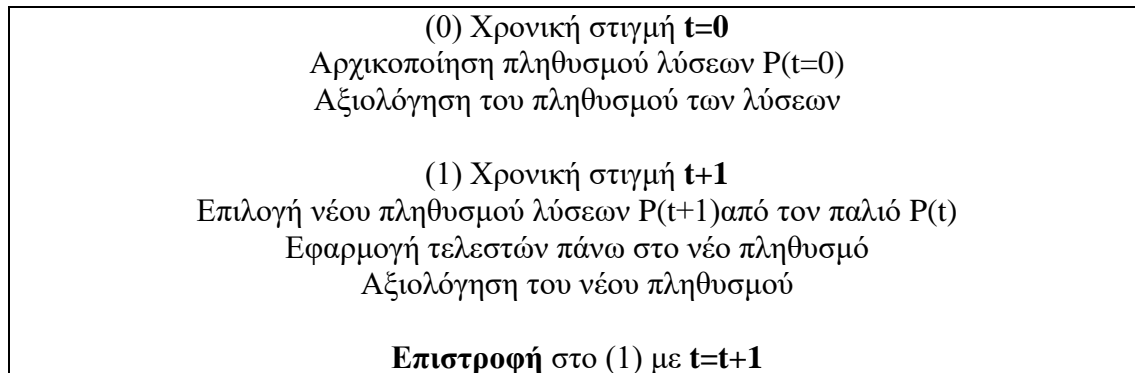 (0) Χρονική στιγμή t=0
Αρχικοποίηση πληθυσμού λύσεων P(t=0)
Αξιολόγηση του πληθυσμού των λύσεων
(1) Χρονική στιγμή t+1
Επιλογή νέου πληθυσμού λύσεων P(t+1)από τον παλιό P(t)
Εφαρμογή τελεστών πάνω στο νέο πληθυσμό
Αξιολόγηση του νέου πληθυσμού
Επιστροφή στο (1) με t=t+1